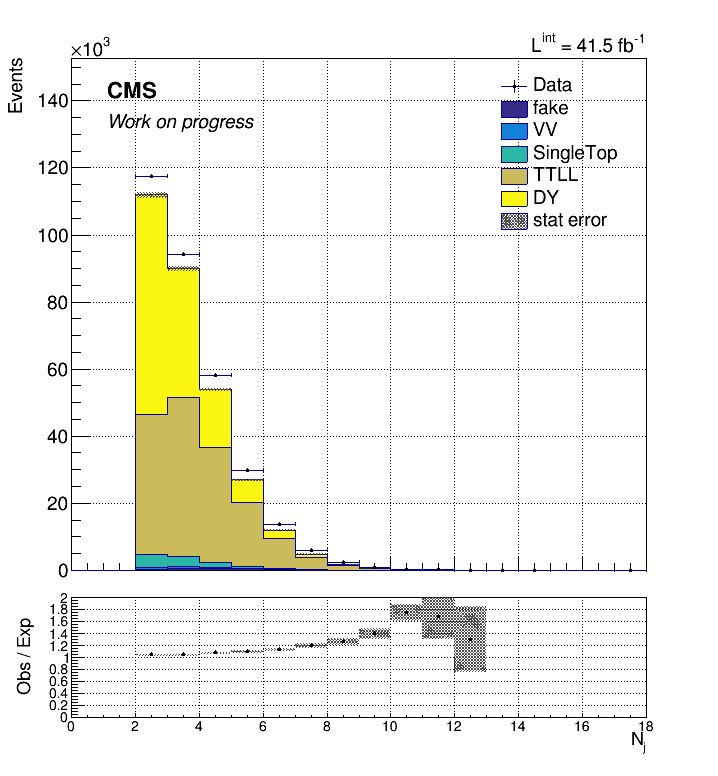 ×10³
L^int = 41.5 fb⁻¹
Events
CMS
Work on progress
Data
fake
VV
SingleTop
TTLL
DY
stat error
140
120
100
80
60
40
20
0
Obs / Exp
2
1.8
1.6
1.4
1.2
1
0.8
0.6
0.4
0.2
0
0 2 4 6 8 10 12 14 16 18
N_j